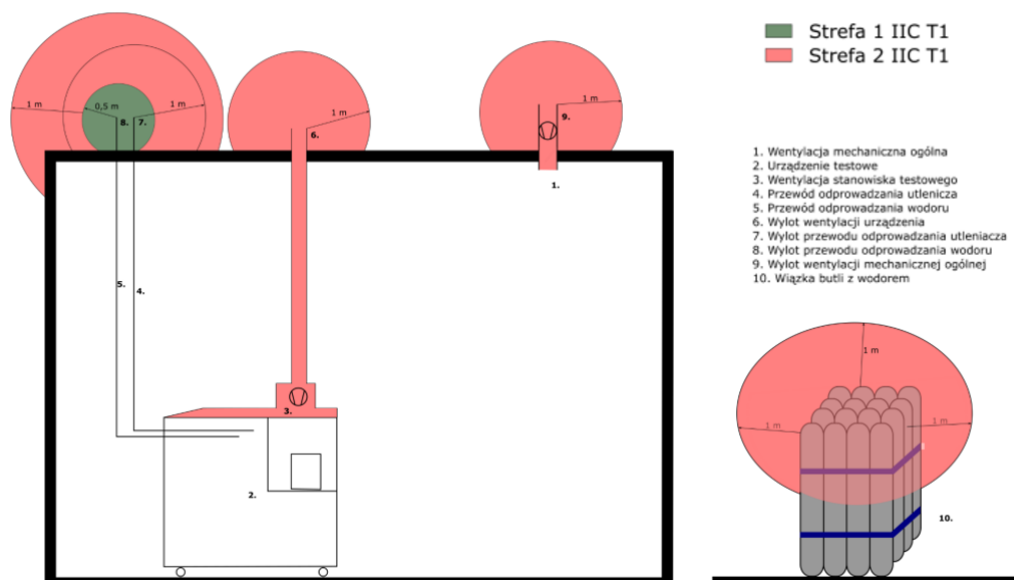 Strefa 1 IIC T1
Strefa 2 IIC T1
1 m
0,5 m
1 m
8.
7.
1 m
6.
1 m
9.
1.
1. Wentylacja mechaniczna ogólna
2. Urządzenie testowe
3. Wentylacja stanowiska testowego
4. Przewód odprowadzania utlenicza
5. Przewód odprowadzania wodoru
6. Wylot wentylacji urządzenia
7. Wylot przewodu odprowadzania utleniacza
8. Wylot przewodu odprowadzania wodoru
9. Wylot wentylacji mechanicznej ogólnej
10. Wiązka butli z wodorem
5.
4.
3.
2.
1 m
1 m
1 m
10.